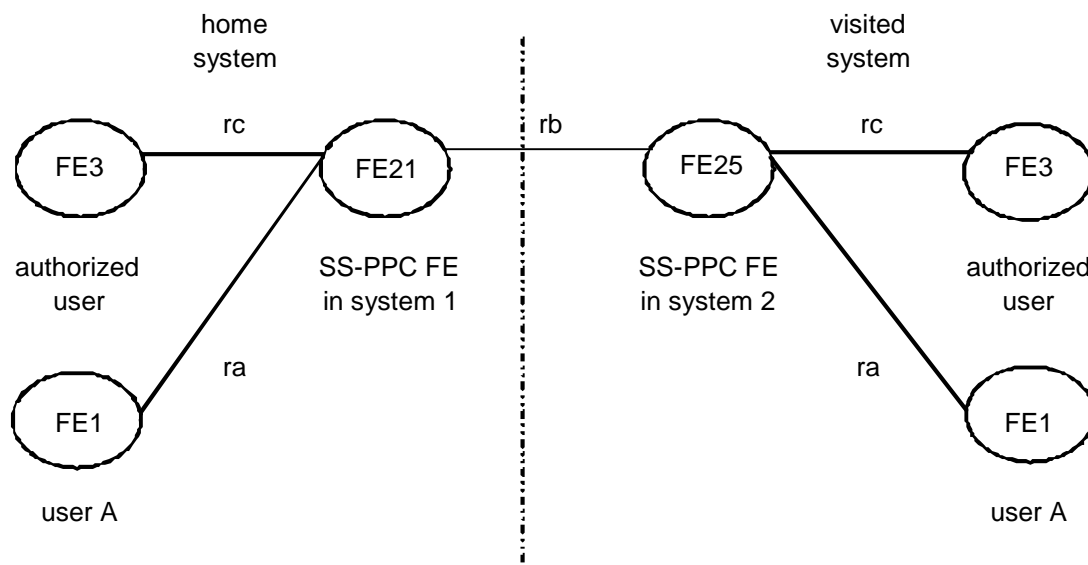 home
system
visited
system
rc
rb
rc
FE3
FE21
FE25
FE3
authorized
user
SS-PPC FE
in system 1
SS-PPC FE
in system 2
authorized
user
ra
ra
FE1
FE1
user A
user A